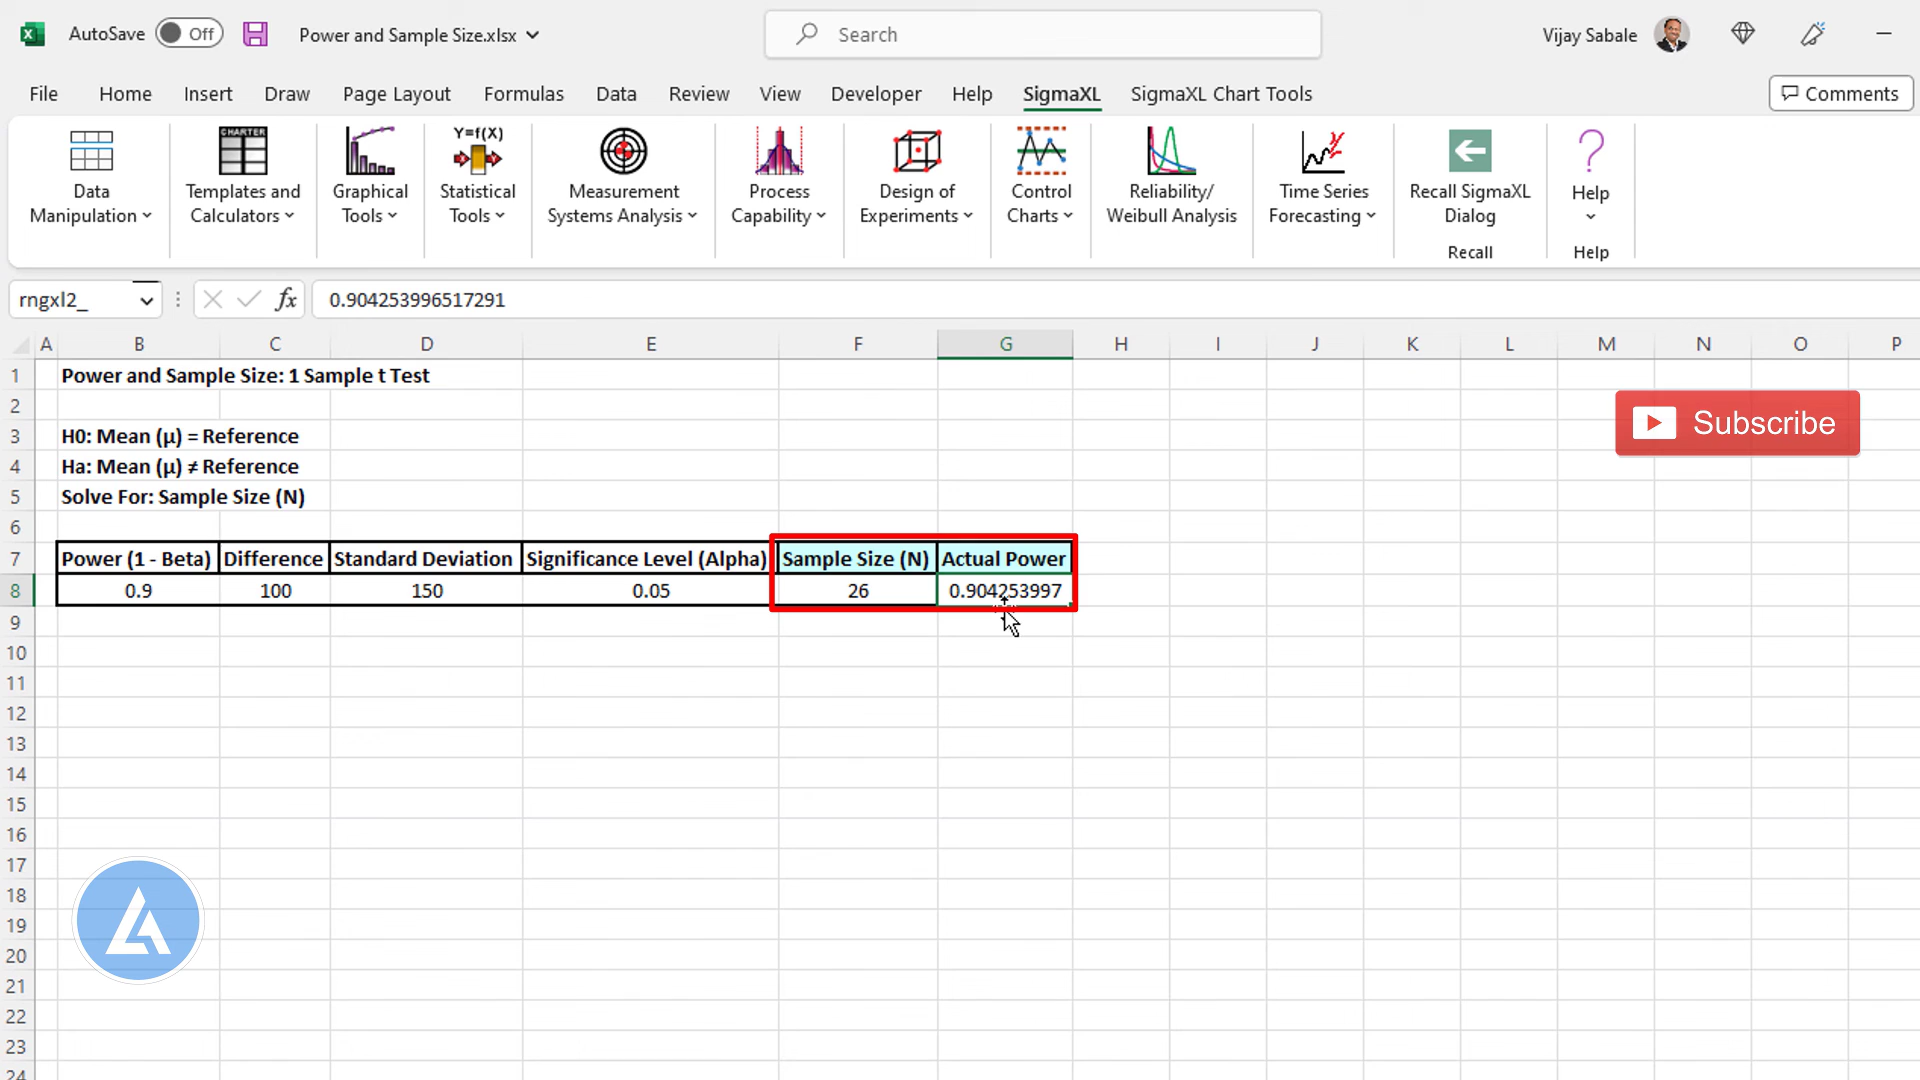 AutoSave Off Power and Sample Size.xlsx Search Vijay Sabale
File Home Insert Draw Page Layout Formulas Data Review View Developer Help SigmaXL SigmaXL Chart Tools Comments
Data Manipulation
CHARTER
Templates and Calculators
Graphical Tools
Y=f(X)
Statistical Tools
Measurement Systems Analysis
Process Capability
Design of Experiments
Control Charts
Reliability/ Weibull Analysis
Time Series Forecasting
Recall SigmaXL Dialog
Recall
Help
Help
rngxl2_ fx 0.904253996517291
A B C D E F G H I J K L M N O P
1 Power and Sample Size: 1 Sample t Test
2
Subscribe
3 H0: Mean (μ) = Reference
4 Ha: Mean (μ) ≠ Reference
5 Solve For: Sample Size (N)
6
7 Power (1 - Beta) Difference Standard Deviation Significance Level (Alpha) Sample Size (N) Actual Power
8 0.9 100 150 0.05 26 0.904253997
9
10
11
12
13
14
15
16
17
18
19
20
21
22
23
24